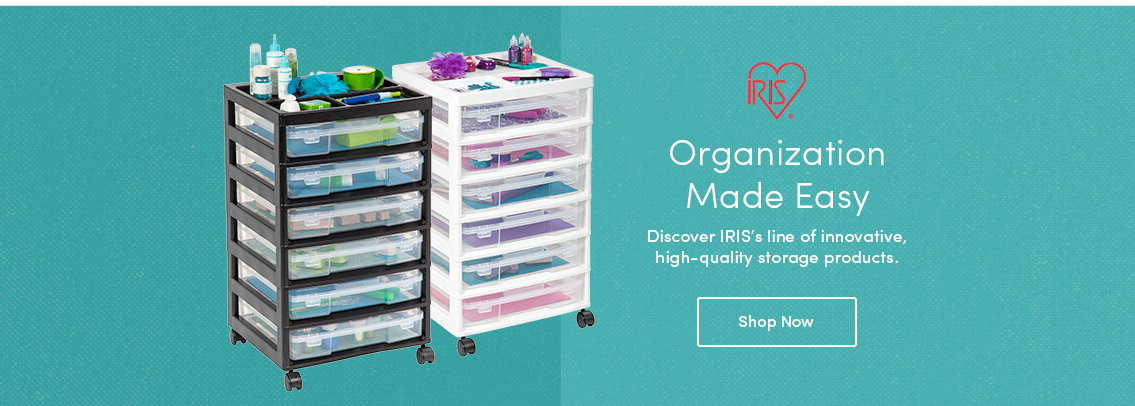 IRIS
Organization
Made Easy
Discover IRIS's line of innovative,
high-quality storage products.
Shop Now